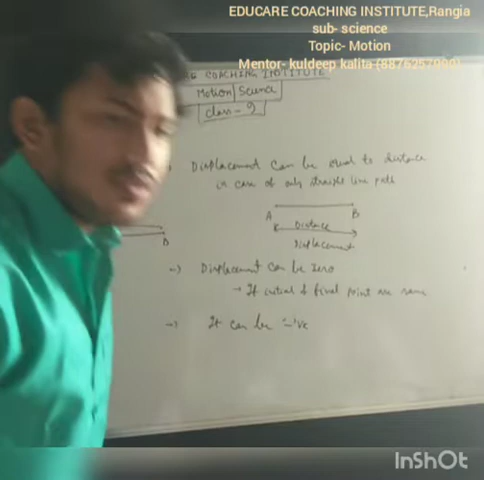 EDUCARE COACHING INSTITUTE,Rangia
sub- science
Topic- Motion
Mentor- kuldeep kalita
COACHING INSTITUTE
Motion | Science
class - 9
Displacement can be equal to distance
in case of only straight line path
A B
Distance
Displacement
B
→ Displacement can be zero
→ If initial & final point are same
→ It can be '-'ve
InShOt